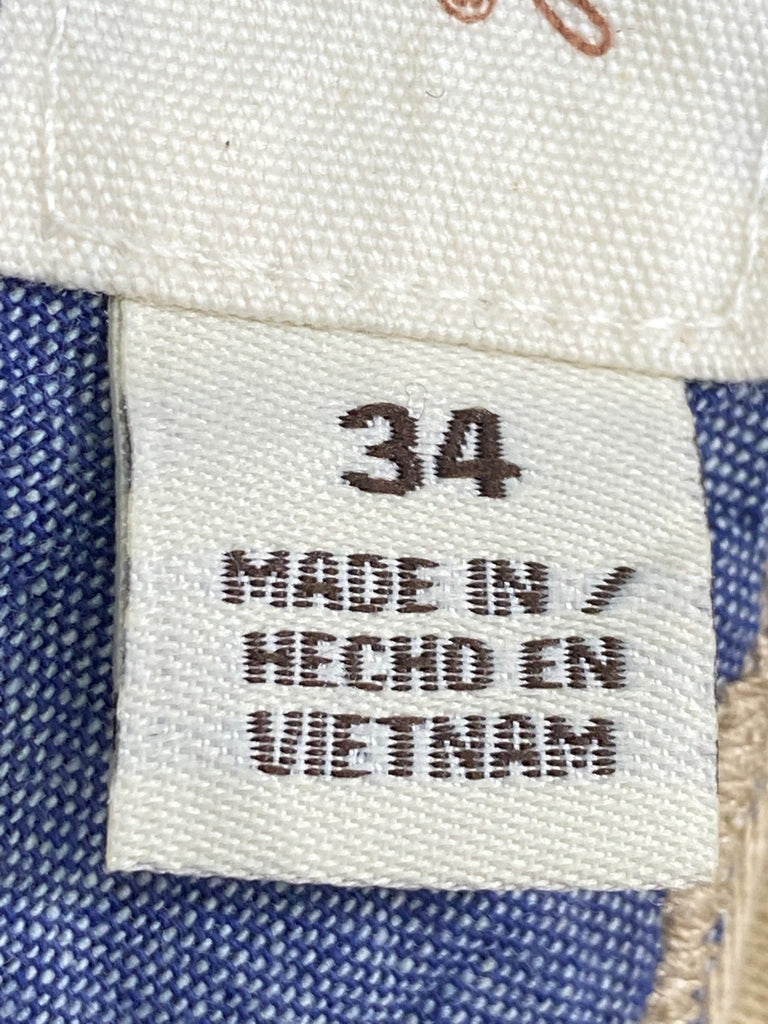 34
MADE IN /
HECHO EN
VIETNAM